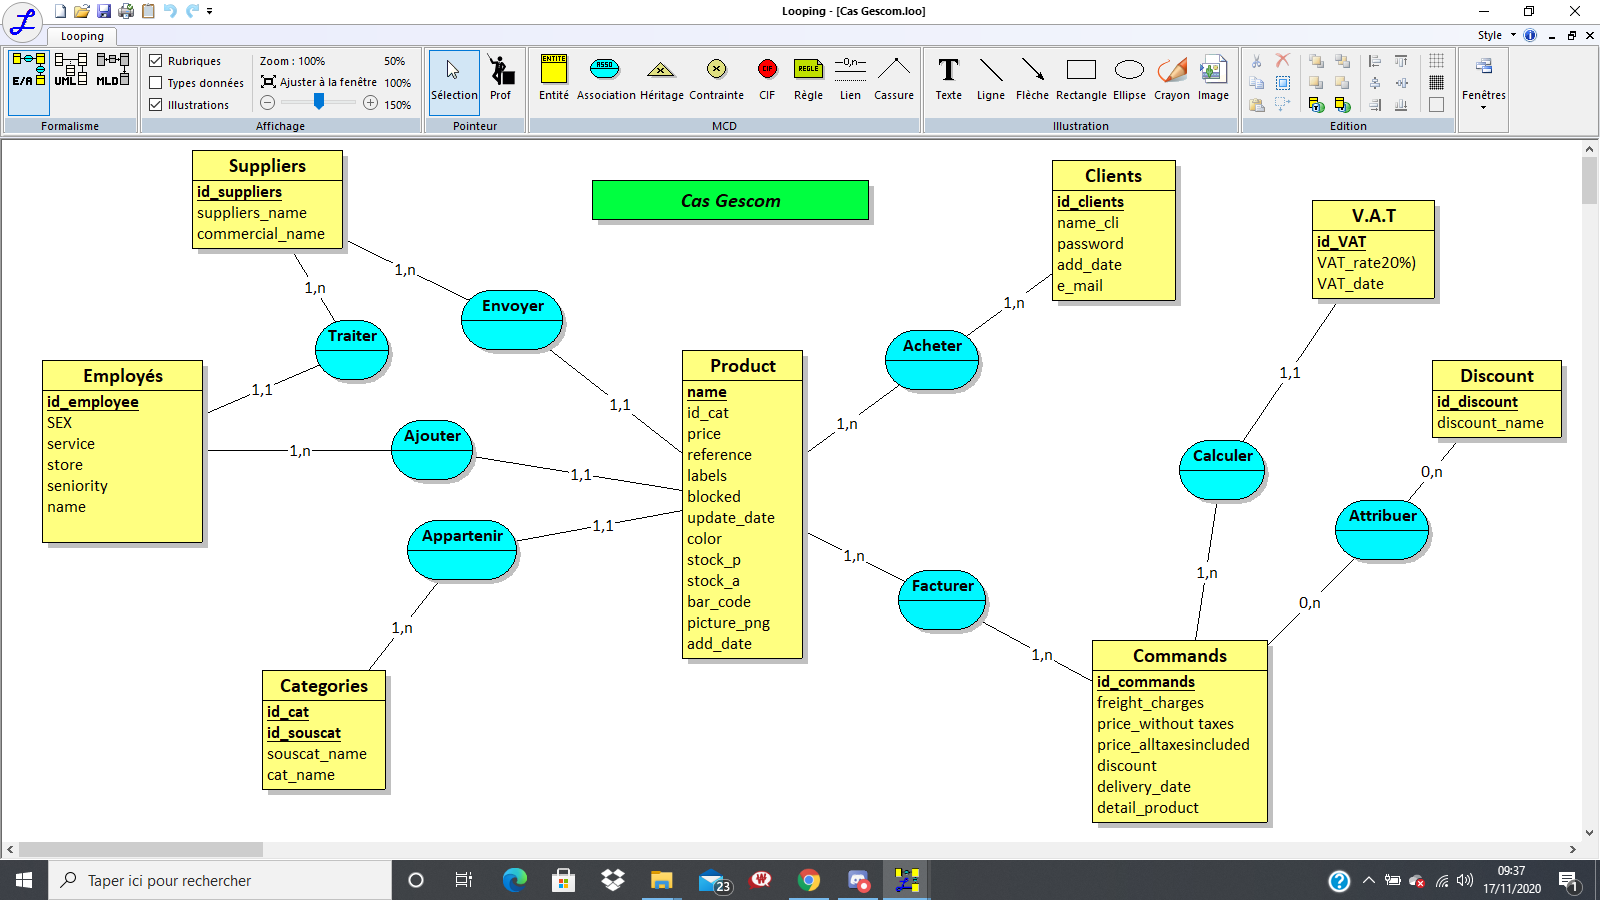 Looping - [Cas Gescom.loo]
Looping
Style
E/A
UML
MLD
Formalisme
Rubriques
Types données
Illustrations
Zoom : 100%
50%
Ajuster à la fenêtre
100%
150%
Affichage
Sélection
Prof
Pointeur
ENTITE
Entité
ASSO
Association
Héritage
Contrainte
CIF
CIF
REGLE
Règle
—0,n—
Lien
Cassure
MCD
Texte
Ligne
Flèche
Rectangle
Ellipse
Crayon
Image
Illustration
Edition
Fenêtres
Cas Gescom
Suppliers
id_suppliers
suppliers_name
commercial_name
Clients
id_clients
name_cli
password
add_date
e_mail
V.A.T
id_VAT
VAT_rate20%)
VAT_date
1,n
1,n
Envoyer
Traiter
1,n
Acheter
Employés
id_employee
SEX
service
store
seniority
name
1,1
1,1
1,n
1,1
Product
name
id_cat
price
reference
labels
blocked
update_date
color
stock_p
stock_a
bar_code
picture_png
add_date
Discount
id_discount
discount_name
1,n
Ajouter
1,1
Calculer
0,n
Appartenir
1,1
Attribuer
1,n
1,n
Facturer
1,n
0,n
1,n
Categories
id_cat
id_souscat
souscat_name
cat_name
Commands
id_commands
freight_charges
price_without taxes
price_alltaxesincluded
discount
delivery_date
detail_product
Taper ici pour rechercher
23
09:37
17/11/2020
1